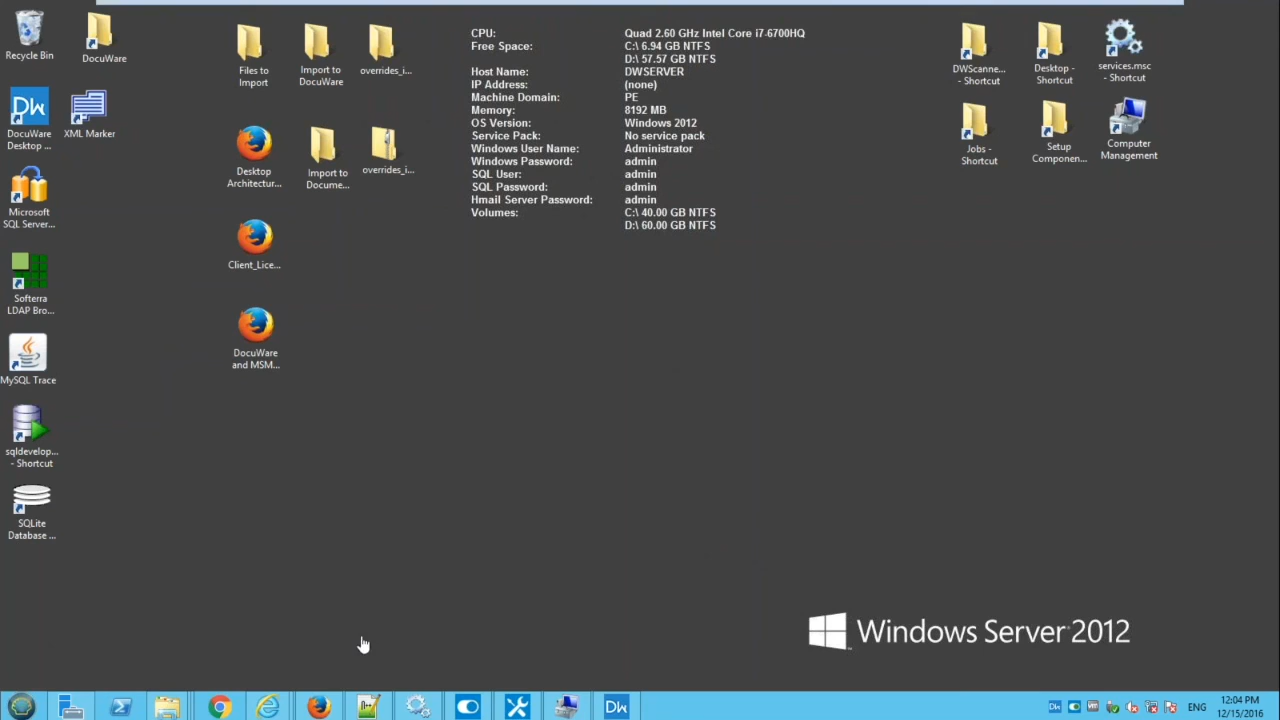 Recycle Bin
DocuWare
DocuWare
Desktop ...
XML Marker
Microsoft
SQL Server...
Softerra
LDAP Bro...
MySQL Trace
sqldevelop...
- Shortcut
SQLite
Database ...
Files to
Import
Import to
DocuWare
overrides_i...
Desktop
Architectur...
Import to
Docume...
overrides_i...
Client_Lice...
DocuWare
and MSM...
CPU: Quad 2.60 GHz Intel Core i7-6700HQ
Free Space: C:\ 6.94 GB NTFS
D:\ 57.57 GB NTFS
Host Name: DWSERVER
IP Address: (none)
Machine Domain: PE
Memory: 8192 MB
OS Version: Windows 2012
Service Pack: No service pack
Windows User Name: Administrator
Windows Password: admin
SQL User: admin
SQL Password: admin
Hmail Server Password: admin
Volumes: C:\ 40.00 GB NTFS
D:\ 60.00 GB NTFS
DWScanne...
- Shortcut
Desktop -
Shortcut
services.msc
- Shortcut
Jobs -
Shortcut
Setup
Componen...
Computer
Management
Windows Server 2012
ENG
12:04 PM
12/15/2016